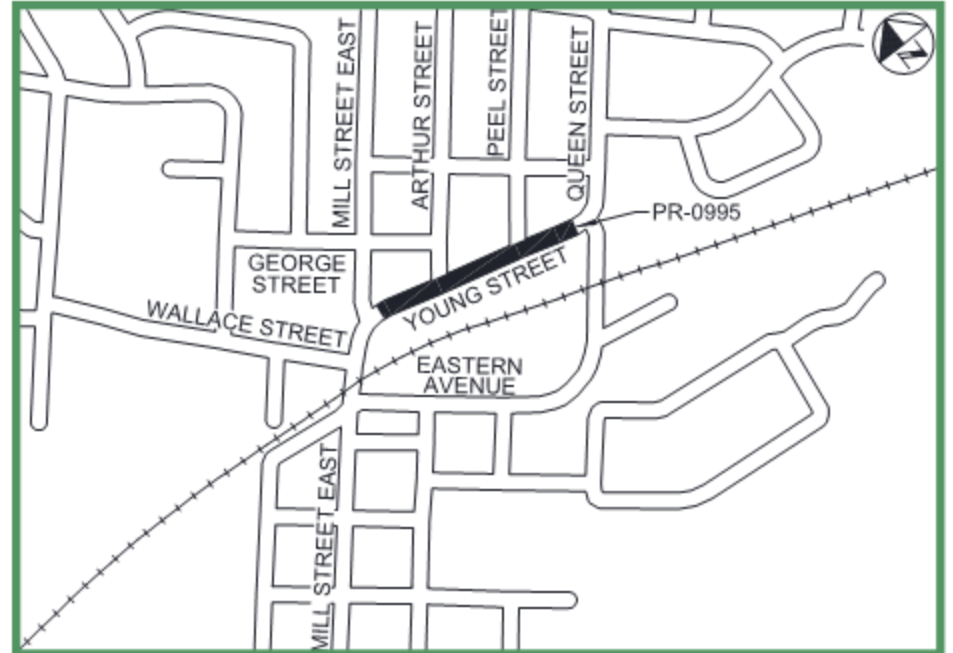 MILL STREET EAST
ARTHUR STREET
PEEL STREET
QUEEN STREET
N
PR-0995
GEORGE
STREET
YOUNG STREET
WALLACE STREET
EASTERN
AVENUE
MILL STREET EAST